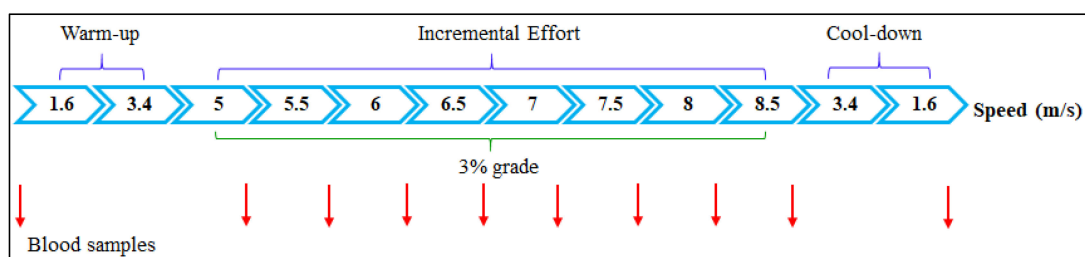 Warm-up Incremental Effort Cool-down
1.6 3.4 5 5.5 6 6.5 7 7.5 8 8.5 3.4 1.6 Speed (m/s)
3% grade
Blood samples